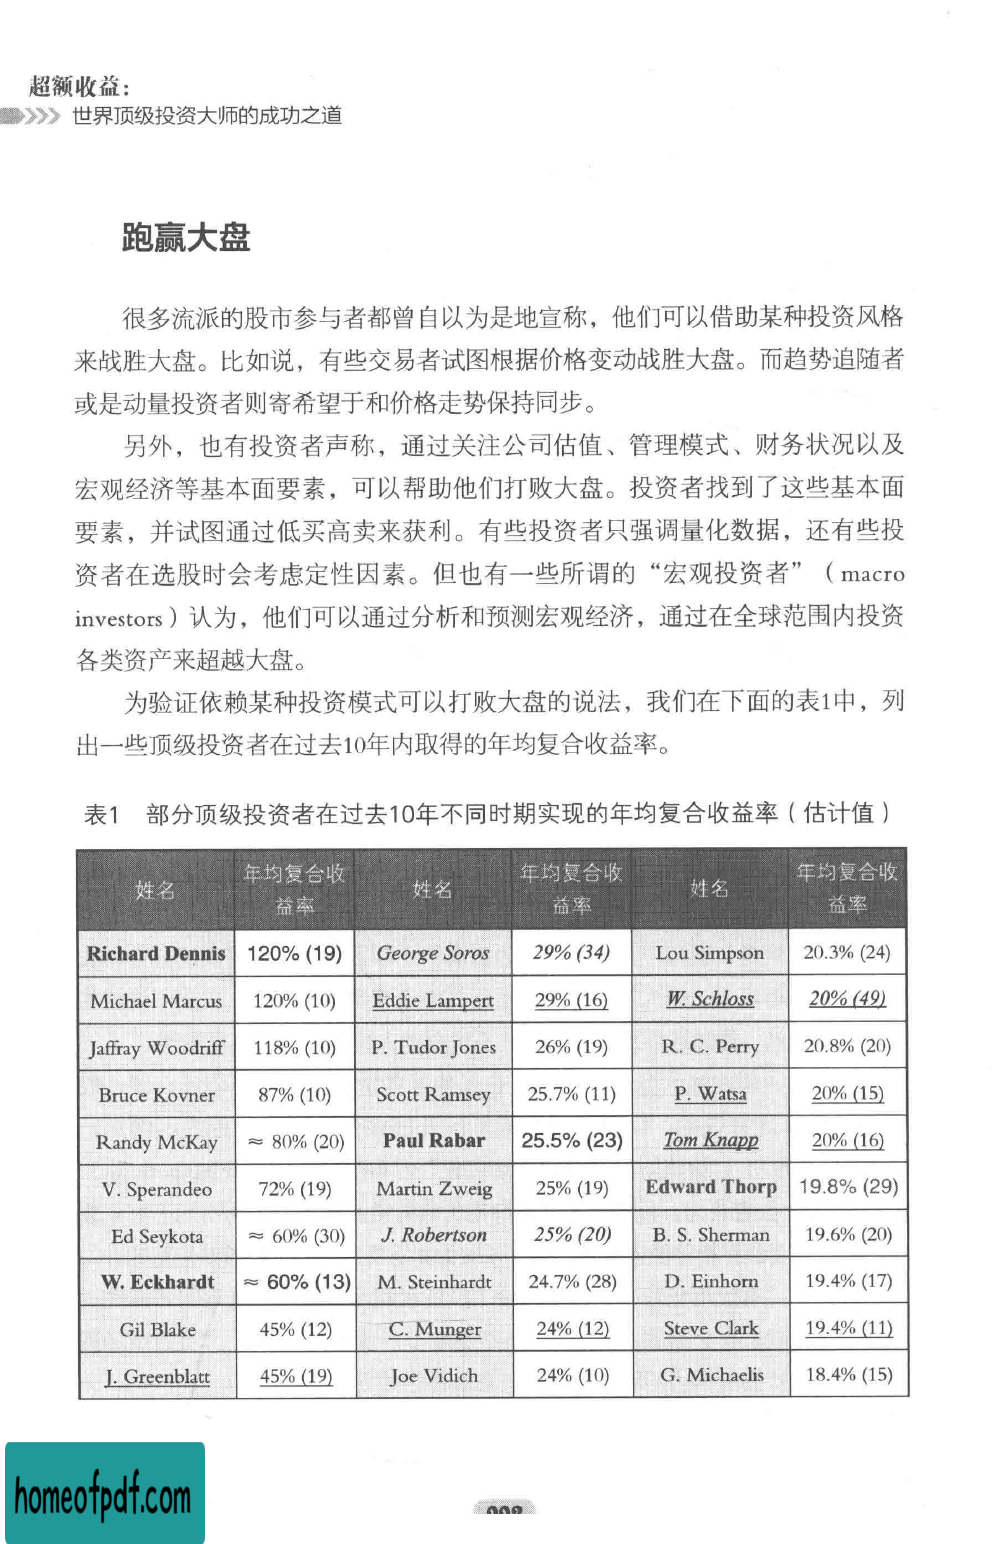 超额收益：
世界顶级投资大师的成功之道
跑赢大盘
很多流派的股市参与者都曾自以为是地宣称，他们可以借助某种投资风格
来战胜大盘。比如说，有些交易者试图根据价格变动战胜大盘。而趋势追随者
或是动量投资者则寄希望于和价格走势保持同步。
另外，也有投资者声称，通过关注公司估值、管理模式、财务状况以及
宏观经济等基本面要素，可以帮助他们打败大盘。投资者找到了这些基本面
要素，并试图通过低买高卖来获利。有些投资者只强调量化数据，还有些投
资者在选股时会考虑定性因素。但也有一些所谓的“宏观投资者”（macro
investors）认为，他们可以通过分析和预测宏观经济，通过在全球范围内投资
各类资产来超越大盘。
为验证依赖某种投资模式可以打败大盘的说法，我们在下面的表1中，列
出一些顶级投资者在过去10年内取得的年均复合收益率。
表1 部分顶级投资者在过去10年不同时期实现的年均复合收益率（估计值）
姓名 年均复合收益率 姓名 年均复合收益率 姓名 年均复合收益率
Richard Dennis 120% (19) George Soros 29% (34) Lou Simpson 20.3% (24)
Michael Marcus 120% (10) Eddie Lampert 29% (16) W. Schloss 20% (49)
Jaffray Woodriff 118% (10) P. Tudor Jones 26% (19) R. C. Perry 20.8% (20)
Bruce Kovner 87% (10) Scott Ramsey 25.7% (11) P. Watsa 20% (15)
Randy McKay ≈ 80% (20) Paul Rabar 25.5% (23) Tom Knapp 20% (16)
V. Sperandeo 72% (19) Martin Zweig 25% (19) Edward Thorp 19.8% (29)
Ed Seykota ≈ 60% (30) J. Robertson 25% (20) B. S. Sherman 19.6% (20)
W. Eckhardt ≈ 60% (13) M. Steinhardt 24.7% (28) D. Einhorn 19.4% (17)
Gil Blake 45% (12) C. Munger 24% (12) Steve Clark 19.4% (11)
J. Greenblatt 45% (19) Joe Vidich 24% (10) G. Michaelis 18.4% (15)
homeofpdf.com